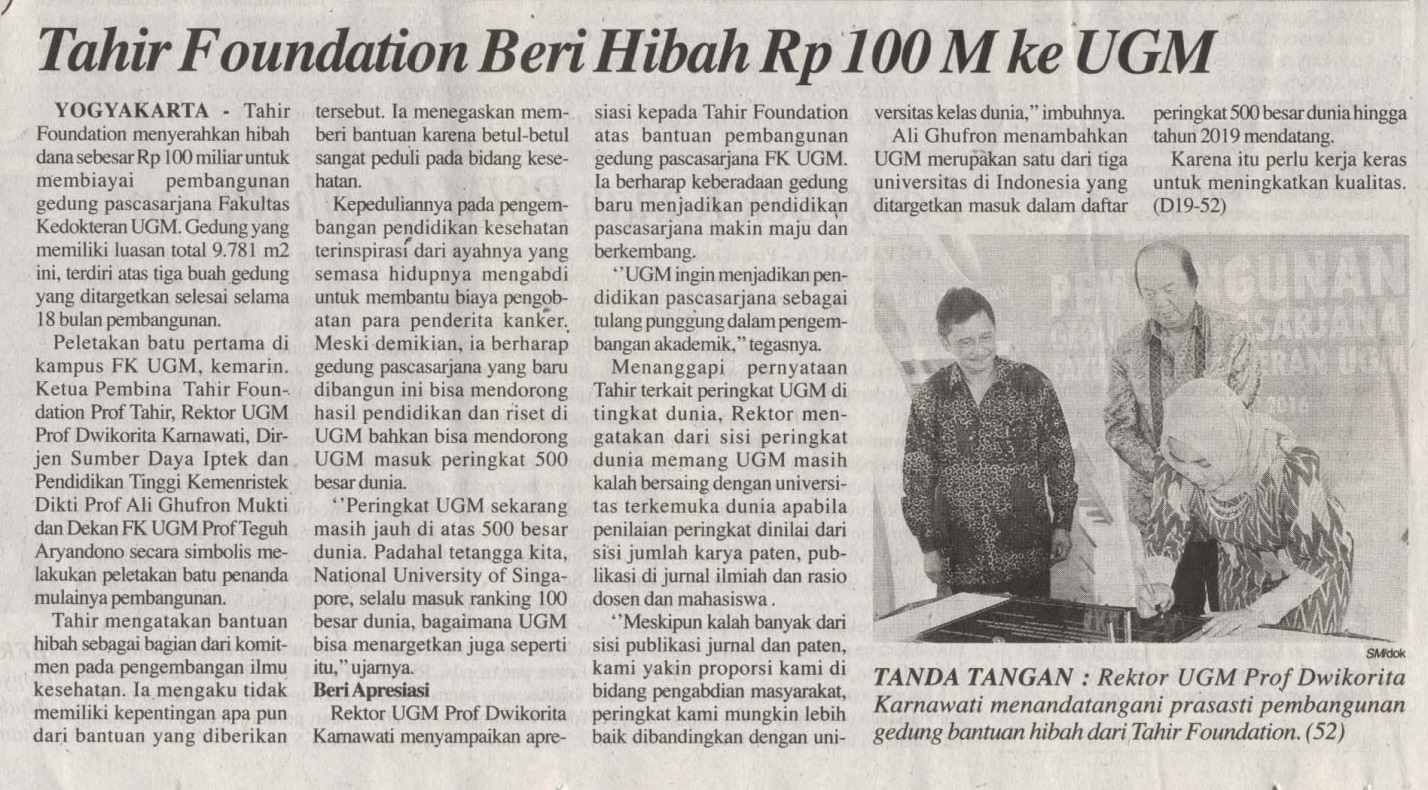 Tahir Foundation Beri Hibah Rp 100 M ke UGM
YOGYAKARTA - Tahir
Foundation menyerahkan hibah
dana sebesar Rp 100 miliar untuk
membiayai pembangunan
gedung pascasarjana Fakultas
Kedokteran UGM. Gedung yang
memiliki luasan total 9.781 m2
ini, terdiri atas tiga buah gedung
yang ditargetkan selesai selama
18 bulan pembangunan.
Peletakan batu pertama di
kampus FK UGM, kemarin.
Ketua Pembina Tahir Foun-
dation Prof Tahir, Rektor UGM
Prof Dwikorita Karnawati, Dir-
jen Sumber Daya Iptek dan
Pendidikan Tinggi Kemenristek
Dikti Prof Ali Ghufron Mukti
dan Dekan FK UGM Prof Teguh
Aryandono secara simbolis me-
lakukan peletakan batu penanda
mulainya pembangunan.
Tahir mengatakan bantuan
hibah sebagai bagian dari komit-
men pada pengembangan ilmu
kesehatan. Ia mengaku tidak
memiliki kepentingan apa pun
dari bantuan yang diberikan
tersebut. Ia menegaskan mem-
beri bantuan karena betul-betul
sangat peduli pada bidang kese-
hatan.
Kepeduliannya pada pengem-
bangan pendidikan kesehatan
terinspirasi dari ayahnya yang
semasa hidupnya mengabdi
untuk membantu biaya pengob-
atan para penderita kanker.
Meski demikian, ia berharap
gedung pascasarjana yang baru
dibangun ini bisa mendorong
hasil pendidikan dan riset di
UGM bahkan bisa mendorong
UGM masuk peringkat 500
besar dunia.
‘’Peringkat UGM sekarang
masih jauh di atas 500 besar
dunia. Padahal tetangga kita,
National University of Singa-
pore, selalu masuk ranking 100
besar dunia, bagaimana UGM
bisa menargetkan juga seperti
itu,’’ ujarnya.
Beri Apresiasi
Rektor UGM Prof Dwikorita
Karnawati menyampaikan apre-
siasi kepada Tahir Foundation
atas bantuan pembangunan
gedung pascasarjana FK UGM.
Ia berharap keberadaan gedung
baru menjadikan pendidikan
pascasarjana makin maju dan
berkembang.
‘’UGM ingin menjadikan pen-
didikan pascasarjana sebagai
tulang punggung dalam pengem-
bangan akademik,’’ tegasnya.
Menanggapi pernyataan
Tahir terkait peringkat UGM di
tingkat dunia, Rektor men-
gatakan dari sisi peringkat
dunia memang UGM masih
kalah bersaing dengan universi-
tas terkemuka dunia apabila
penilaian peringkat dinilai dari
sisi jumlah karya paten, pub-
likasi di jurnal ilmiah dan rasio
dosen dan mahasiswa .
‘’Meskipun kalah banyak dari
sisi publikasi jurnal dan paten,
kami yakin proporsi kami di
bidang pengabdian masyarakat,
peringkat kami mungkin lebih
baik dibandingkan dengan uni-
versitas kelas dunia,’’ imbuhnya.
Ali Ghufron menambahkan
UGM merupakan satu dari tiga
universitas di Indonesia yang
ditargetkan masuk dalam daftar
peringkat 500 besar dunia hingga
tahun 2019 mendatang.
Karena itu perlu kerja keras
untuk meningkatkan kualitas.
(D19-52)
GUNAN
ASARJANA
ERAN UGM
2016
SM/dok
TANDA TANGAN : Rektor UGM Prof Dwikorita
Karnawati menandatangani prasasti pembangunan
gedung bantuan hibah dari Tahir Foundation. (52)